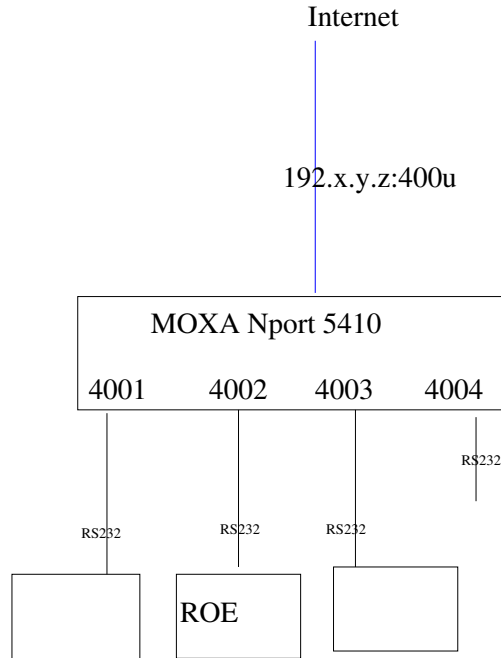 Internet
192.x.y.z:400u
MOXA Nport 5410
4001 4002 4003 4004
RS232
RS232 RS232 RS232
ROE